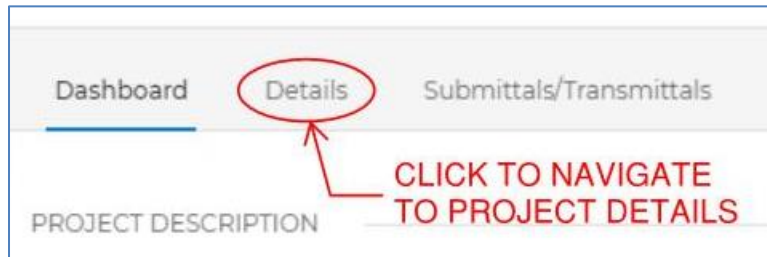 Dashboard Details Submittals/Transmittals
CLICK TO NAVIGATE
TO PROJECT DETAILS
PROJECT DESCRIPTION